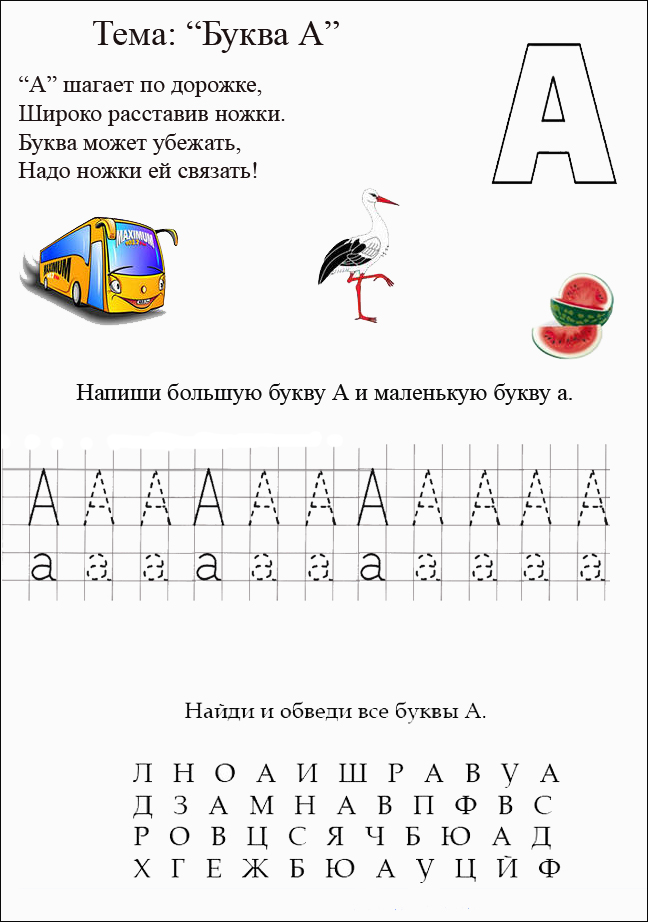 Тема: “Буква А”
А
“А” шагает по дорожке,
Широко расставив ножки.
Буква может убежать,
Надо ножки ей связать!
MAXIMUM
MAXIMUM
Напиши большую букву А и маленькую букву а.
А А А А А А А А А А А
а а а а а а а а а а а
Найди и обведи все буквы А.
Л Н О А И Ш Р А В У А
Д З А М Н А В П Ф В С
Р О В Ц С Я Ч Б Ю А Д
Х Г Е Ж Б Ю А У Ц Й Ф